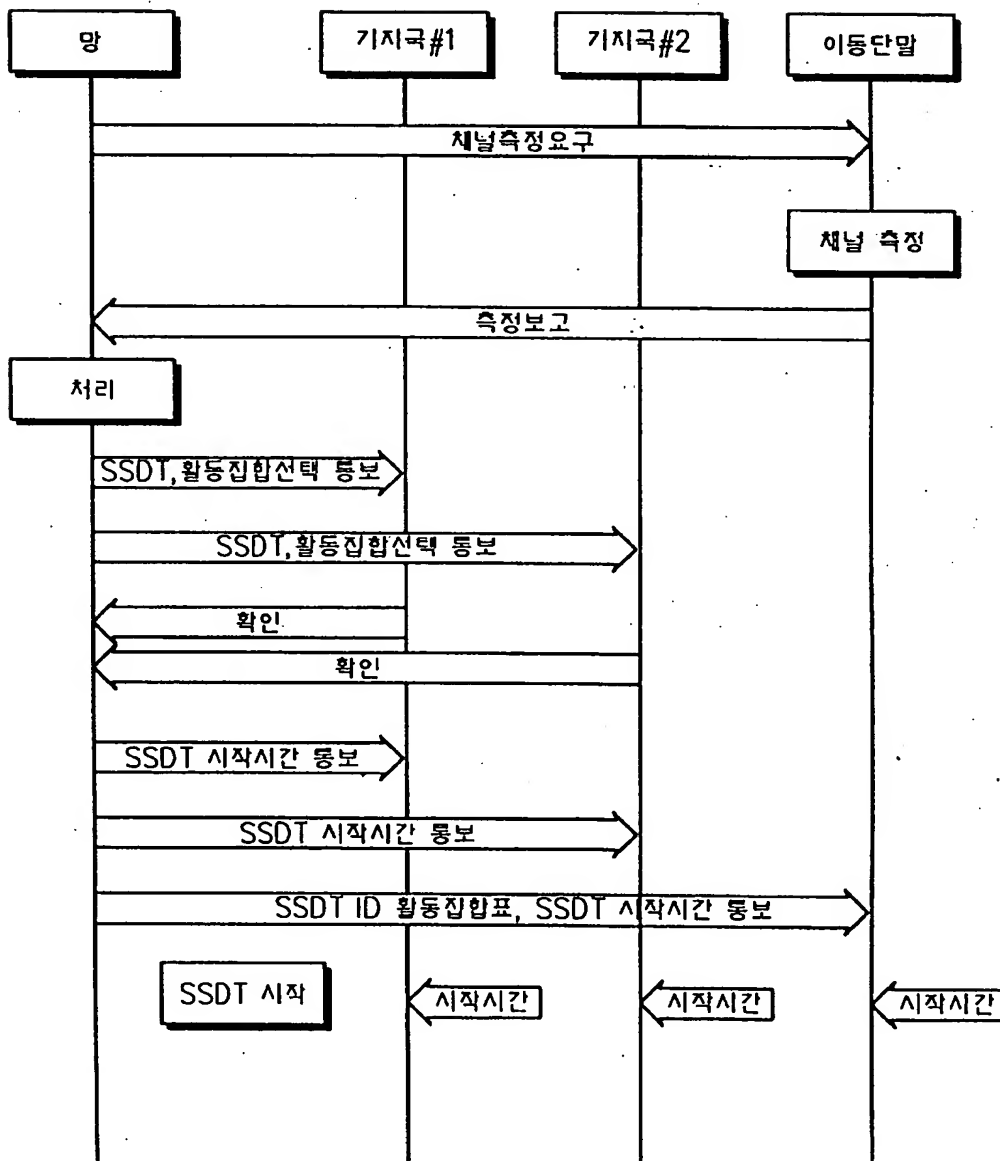 망
기지국#1
기지국#2
이동단말
채널측정요구
채널 측정
측정보고
처리
SSDT,활동집합선택 통보
SSDT,활동집합선택 통보
확인
확인
SSDT 시작시간 통보
SSDT 시작시간 통보
SSDT ID 활동집합표, SSDT 시작시간 통보
SSDT 시작
시작시간
시작시간
시작시간